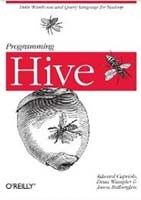 Data Warehouse and Query Language for Hadoop
Programming
Hive
O'REILLY
Edward Capriolo,
Dean Wampler &
Jason Rutherglen